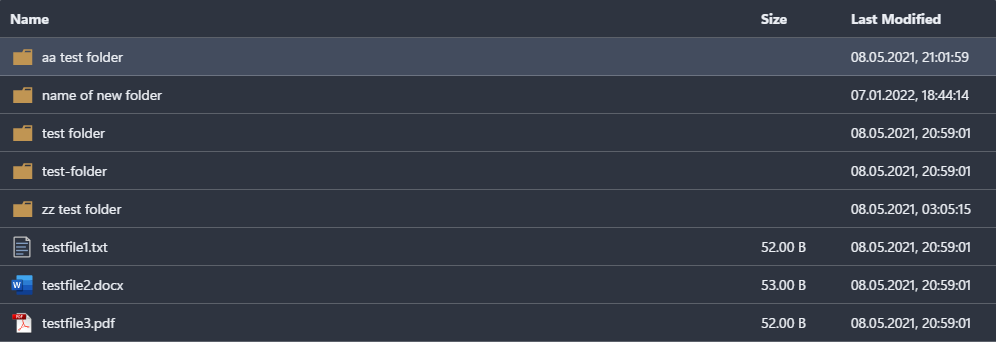 Name Size Last Modified
aa test folder 08.05.2021, 21:01:59
name of new folder 07.01.2022, 18:44:14
test folder 08.05.2021, 20:59:01
test-folder 08.05.2021, 20:59:01
zz test folder 08.05.2021, 03:05:15
testfile1.txt 52.00 B 08.05.2021, 20:59:01
W testfile2.docx 53.00 B 08.05.2021, 20:59:01
PDF testfile3.pdf 52.00 B 08.05.2021, 20:59:01